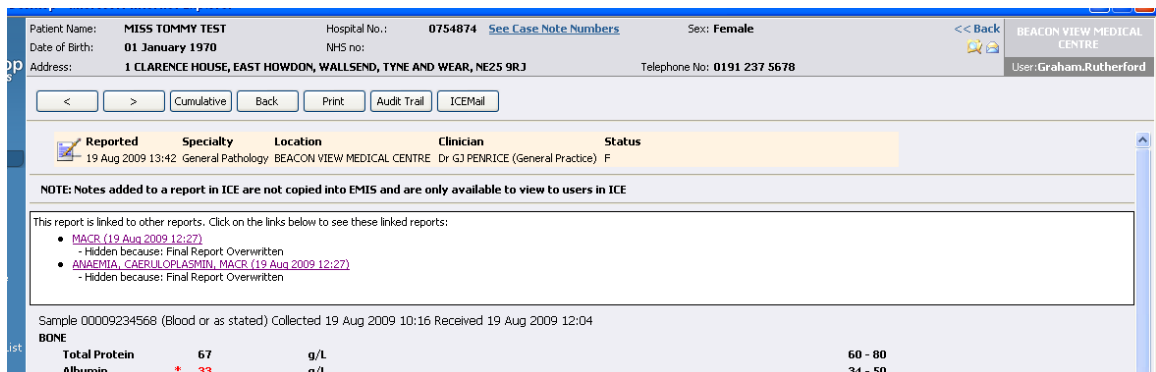 Patient Name: MISS TOMMY TEST Hospital No.: 0754874 See Case Note Numbers Sex: Female << Back BEACON VIEW MEDICAL CENTRE
Date of Birth: 01 January 1970 NHS no:
Address: 1 CLARENCE HOUSE, EAST HOWDON, WALLSEND, TYNE AND WEAR, NE25 9RJ Telephone No: 0191 237 5678 User:Graham.Rutherford
< > Cumulative Back Print Audit Trail ICEMail
Reported Specialty Location Clinician Status
19 Aug 2009 13:42 General Pathology BEACON VIEW MEDICAL CENTRE Dr GJ PENRICE (General Practice) F
NOTE: Notes added to a report in ICE are not copied into EMIS and are only available to view to users in ICE
This report is linked to other reports. Click on the links below to see these linked reports:
• MACR (19 Aug 2009 12:27)
- Hidden because: Final Report Overwritten
• ANAEMIA, CAERULOPLASMIN, MACR (19 Aug 2009 12:27)
- Hidden because: Final Report Overwritten
Sample 00009234568 (Blood or as stated) Collected 19 Aug 2009 10:16 Received 19 Aug 2009 12:04
BONE
Total Protein 67 g/L 60 - 80
Albumin * 33 g/L 34 - 50